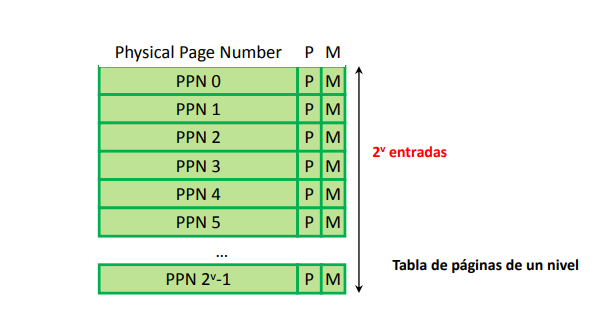 Physical Page Number P M
PPN 0 P M
PPN 1 P M
PPN 2 P M
PPN 3 P M
PPN 4 P M
PPN 5 P M
...
PPN 2ᵛ-1 P M
2ᵛ entradas
Tabla de páginas de un nivel